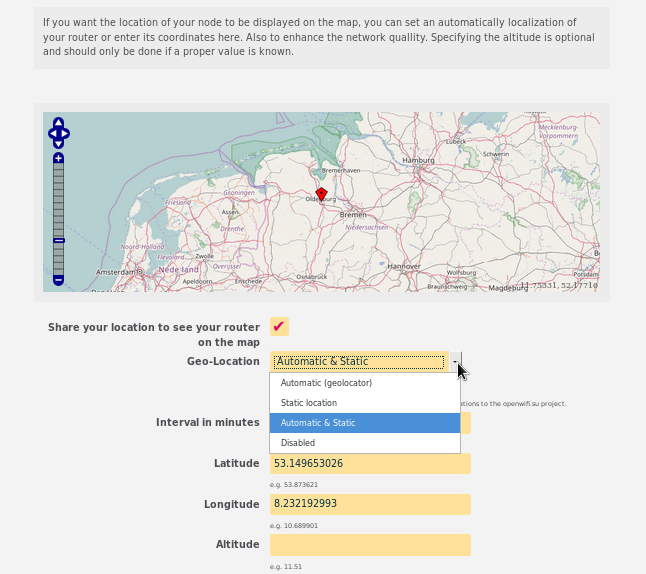 If you want the location of your node to be displayed on the map, you can set an automatically localization of
your router or enter its coordinates here. Also to enhance the network quallity. Specifying the altitude is optional
and should only be done if a proper value is known.
Mecklenburg-
Vorpommern
Lübeck
Hamburg
Schwerin
Bremerhaven
Groningen
Friesland
Oldenburg
Assen
Bremen
Drenthe
Niedersachsen
Noord-Holland
Flevoland
Zwolle
Overijssel
Hannover
Amsterdam
Nederland
Osnabruck
Wolfsburg
Potsdam
Apeldoorn
Enschede
Braunschweig
Magdeburg
11.75331, 52.17710
Share your location to see your router
on the map
Geo-Location
Automatic & Static
Automatic (geolocator)
Static location
ations to the openwifi.su project.
Automatic & Static
Interval in minutes
Disabled
Latitude
53.149653026
e.g. 53.873621
Longitude
8.232192993
e.g. 10.689901
Altitude
e.g. 11.51